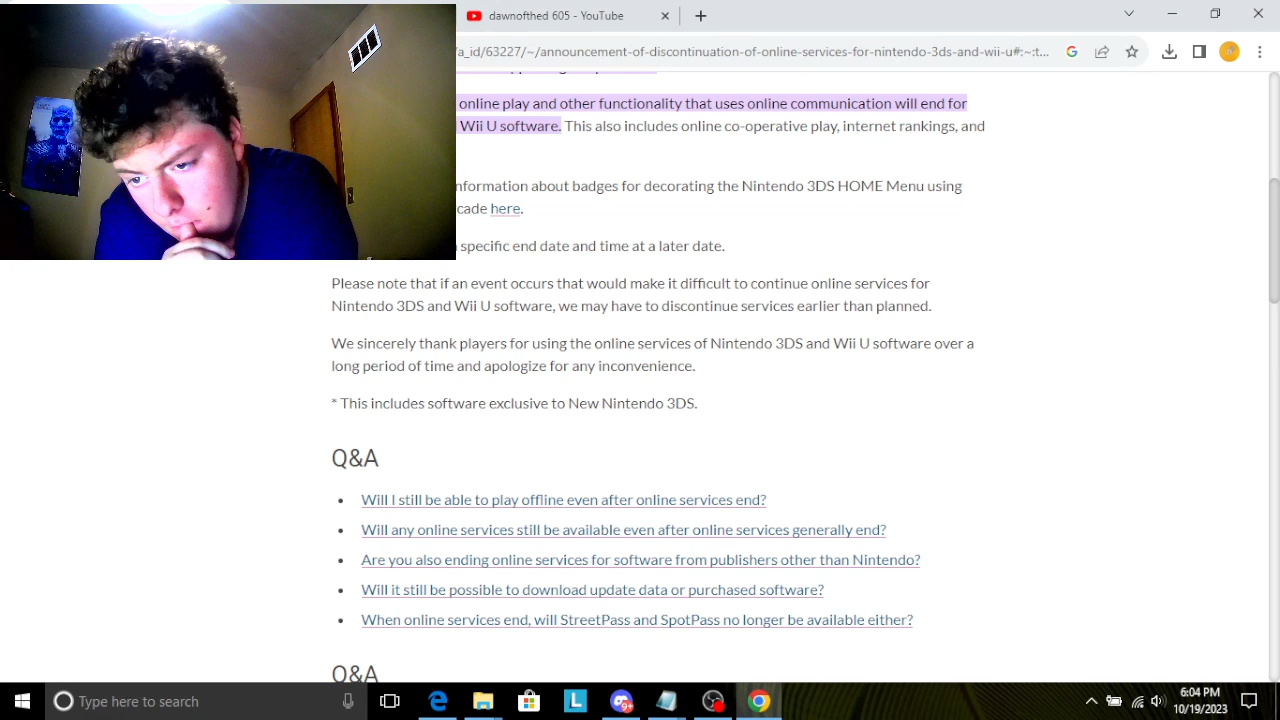 dawnofthed 605 - YouTube
/a_id/63227/~/announcement-of-discontinuation-of-online-services-for-nintendo-3ds-and-wii-u#:~:t...
online play and other functionality that uses online communication will end for
Wii U software. This also includes online co-operative play, internet rankings, and
nformation about badges for decorating the Nintendo 3DS HOME Menu using
cade here.
specific end date and time at a later date.
Please note that if an event occurs that would make it difficult to continue online services for
Nintendo 3DS and Wii U software, we may have to discontinue services earlier than planned.
We sincerely thank players for using the online services of Nintendo 3DS and Wii U software over a
long period of time and apologize for any inconvenience.
* This includes software exclusive to New Nintendo 3DS.
Q&A
• Will I still be able to play offline even after online services end?
• Will any online services still be available even after online services generally end?
• Are you also ending online services for software from publishers other than Nintendo?
• Will it still be possible to download update data or purchased software?
• When online services end, will StreetPass and SpotPass no longer be available either?
Q&A
Type here to search
L
9+
6:04 PM
10/19/2023